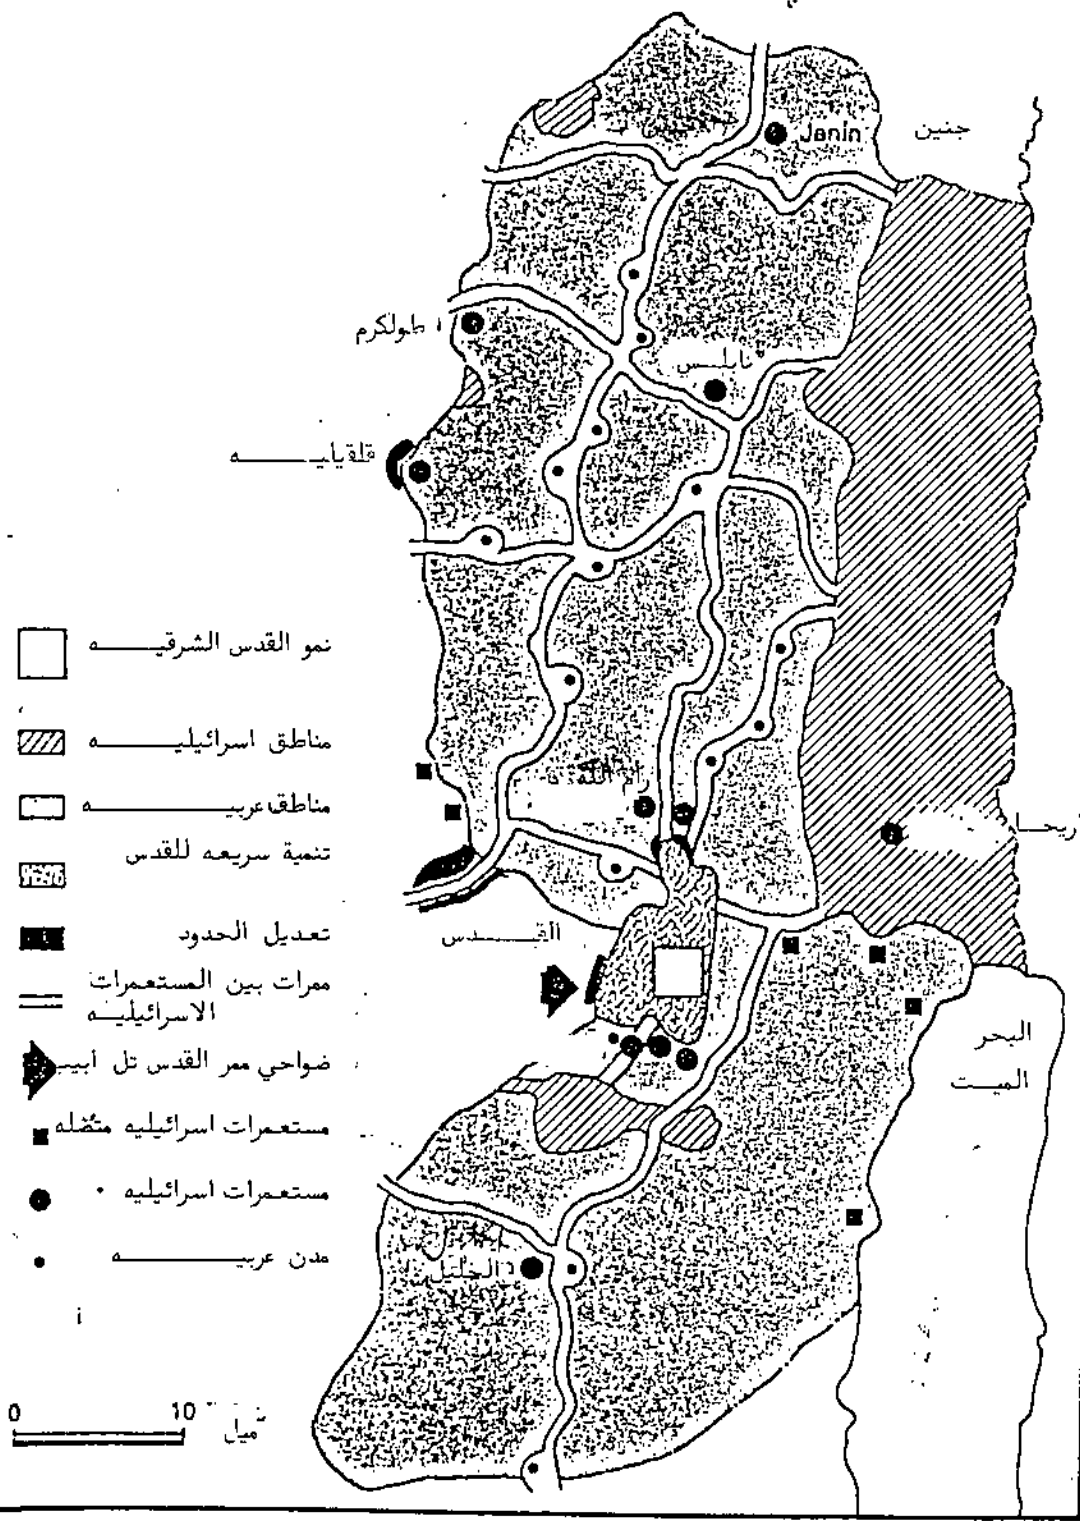 Janin
جنين
طولكرم
نابلس
قلقيليه
رام الله
اريحا
القدس
البحر
الميت
الخليل
نمو القدس الشرقيه
مناطق اسرائيليه
مناطق عربيه
تنمية سريعه للقدس
تعديل الحدود
ممرات بين المستعمرات
الاسرائيليه
ضواحي ممر القدس تل أبيب
مستعمرات اسرائيليه متصله
مستعمرات اسرائيليه
مدن عربيه
0 10
ميل